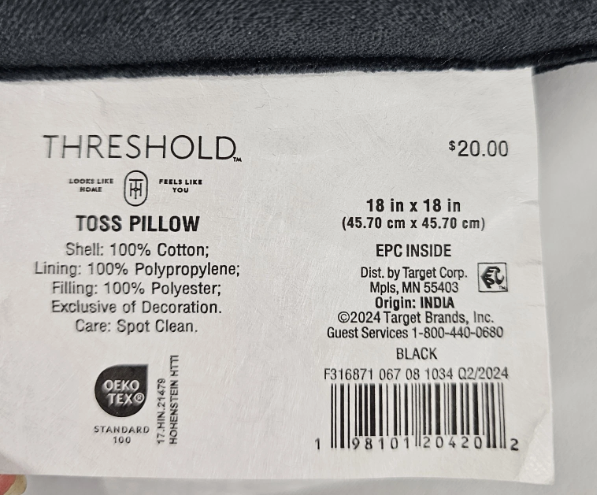 THRESHOLD™
LOOKS LIKE HOME
TH
FEELS LIKE YOU
TOSS PILLOW
Shell: 100% Cotton;
Lining: 100% Polypropylene;
Filling: 100% Polyester;
Exclusive of Decoration.
Care: Spot Clean.
OEKO
TEX®
STANDARD
100
17.HIN.21479
HOHENSTEIN HTTI
$20.00
18 in x 18 in
(45.70 cm x 45.70 cm)
EPC INSIDE
Dist. by Target Corp.
Mpls, MN 55403
Origin: INDIA
©2024 Target Brands, Inc.
Guest Services 1-800-440-0680
BLACK
F316871 067 08 1034 Q2/2024
1 98101 20420 2